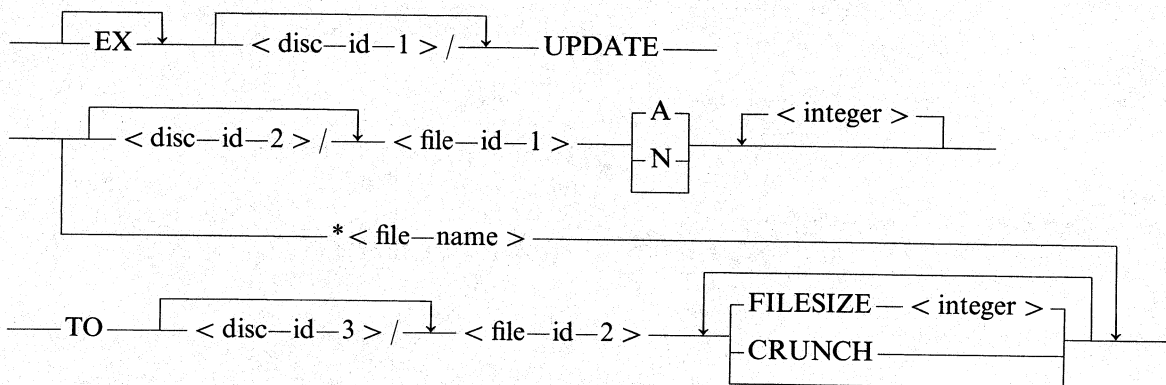 EX < disc—id—1 > / UPDATE
< integer >
< disc—id—2 > / < file—id—1 > A
N
* < file—name >
FILESIZE — < integer >
TO < disc—id—3 > / < file—id—2 >
CRUNCH